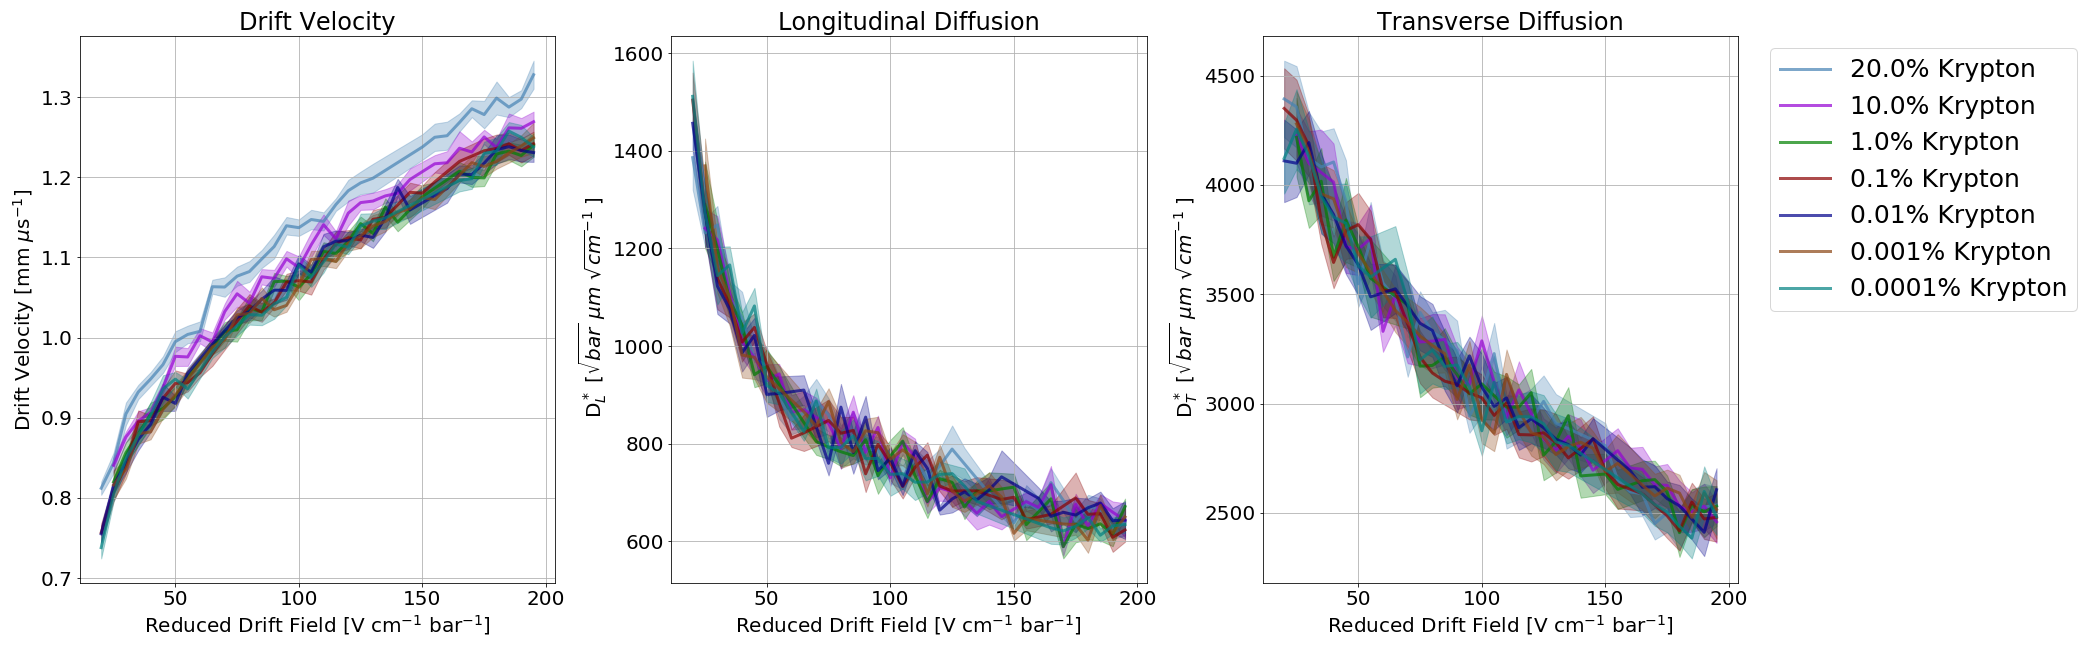 Drift Velocity
Drift Velocity [mm μs⁻¹]
1.3
1.2
1.1
1.0
0.9
0.8
0.7
50 100 150 200
Reduced Drift Field [V cm⁻¹ bar⁻¹]
Longitudinal Diffusion
D*L [√bar μm √cm⁻¹ ]
1600
1400
1200
1000
800
600
50 100 150 200
Reduced Drift Field [V cm⁻¹ bar⁻¹]
Transverse Diffusion
D*T [√bar μm √cm⁻¹ ]
4500
4000
3500
3000
2500
50 100 150 200
Reduced Drift Field [V cm⁻¹ bar⁻¹]
20.0% Krypton
10.0% Krypton
1.0% Krypton
0.1% Krypton
0.01% Krypton
0.001% Krypton
0.0001% Krypton